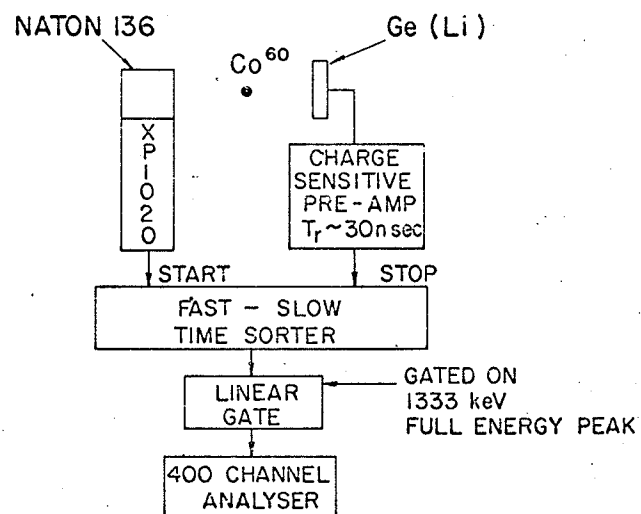 NATON 136
Co60
Ge (Li)
XP1020
CHARGE
SENSITIVE
PRE-AMP
Tr ~ 30 n sec
START
STOP
FAST - SLOW
TIME SORTER
LINEAR
GATE
GATED ON
1333 keV
FULL ENERGY PEAK
400 CHANNEL
ANALYSER